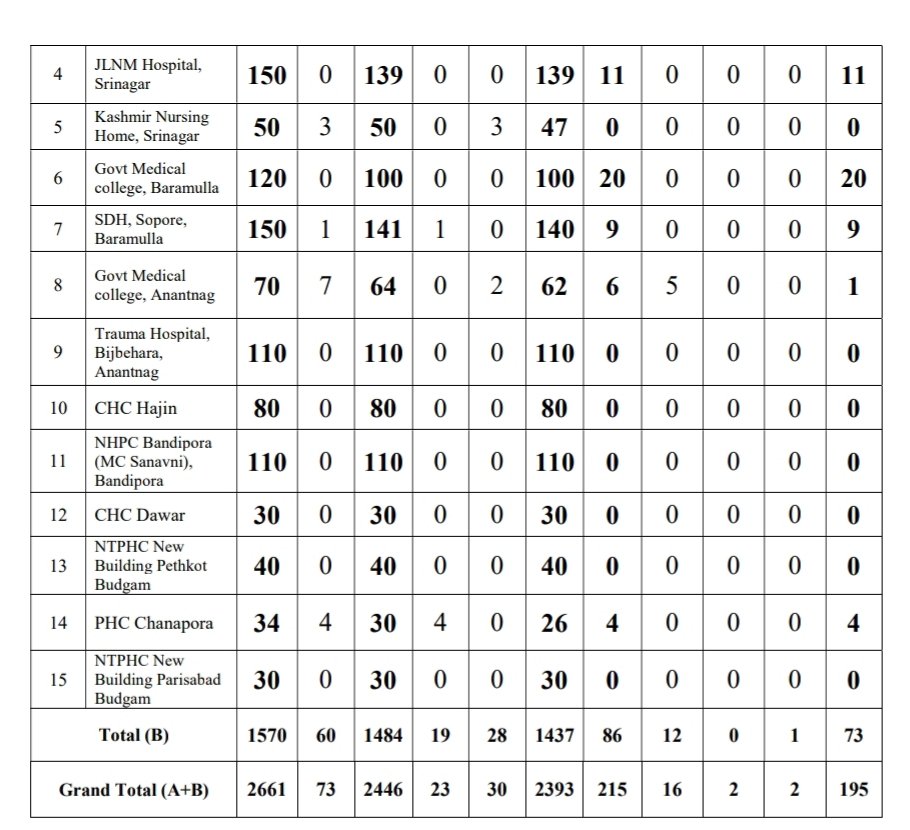 4 JLNM Hospital, Srinagar 150 0 139 0 0 139 11 0 0 0 11
5 Kashmir Nursing Home, Srinagar 50 3 50 0 3 47 0 0 0 0 0
6 Govt Medical college, Baramulla 120 0 100 0 0 100 20 0 0 0 20
7 SDH, Sopore, Baramulla 150 1 141 1 0 140 9 0 0 0 9
8 Govt Medical college, Anantnag 70 7 64 0 2 62 6 5 0 0 1
9 Trauma Hospital, Bijbehara, Anantnag 110 0 110 0 0 110 0 0 0 0 0
10 CHC Hajin 80 0 80 0 0 80 0 0 0 0 0
11 NHPC Bandipora (MC Sanavni), Bandipora 110 0 110 0 0 110 0 0 0 0 0
12 CHC Dawar 30 0 30 0 0 30 0 0 0 0 0
13 NTPHC New Building Pethkot Budgam 40 0 40 0 0 40 0 0 0 0 0
14 PHC Chanapora 34 4 30 4 0 26 4 0 0 0 4
15 NTPHC New Building Parisabad Budgam 30 0 30 0 0 30 0 0 0 0 0
Total (B) 1570 60 1484 19 28 1437 86 12 0 1 73
Grand Total (A+B) 2661 73 2446 23 30 2393 215 16 2 2 195